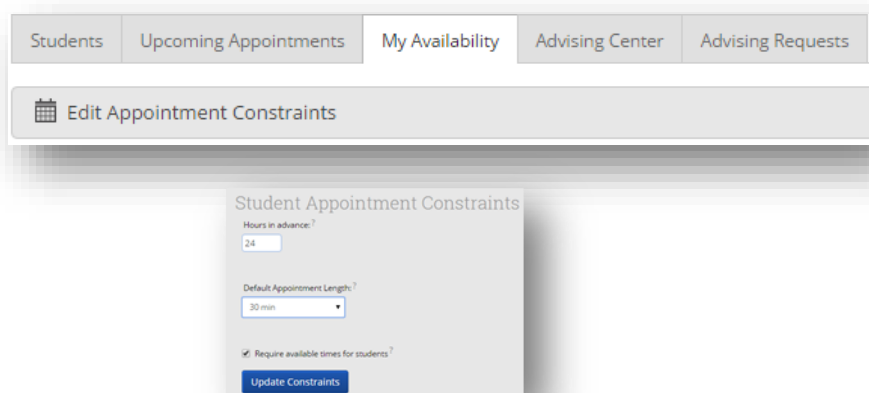 Students Upcoming Appointments My Availability Advising Center Advising Requests
Edit Appointment Constraints
Student Appointment Constraints
Hours in advance: ?
24
Default Appointment Length: ?
30 min
Require available times for students ?
Update Constraints